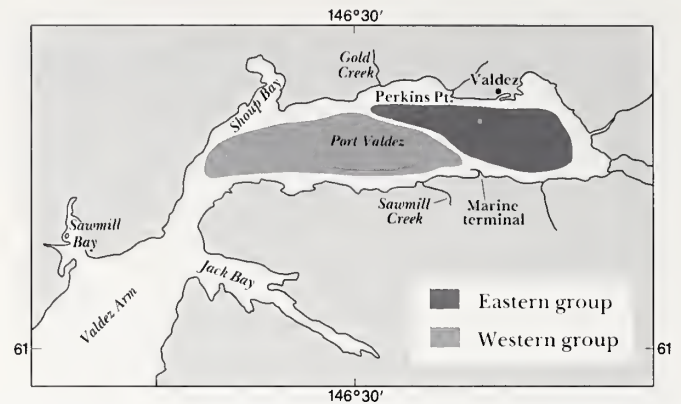 146°30′
Gold
Creek
Valdez
Perkins Pt.
Shoup Bay
Port Valdez
Sawmill
Creek
Marine
terminal
Sawmill
Bay
Jack Bay
Valdez Arm
Eastern group
Western group
61
61
146°30′